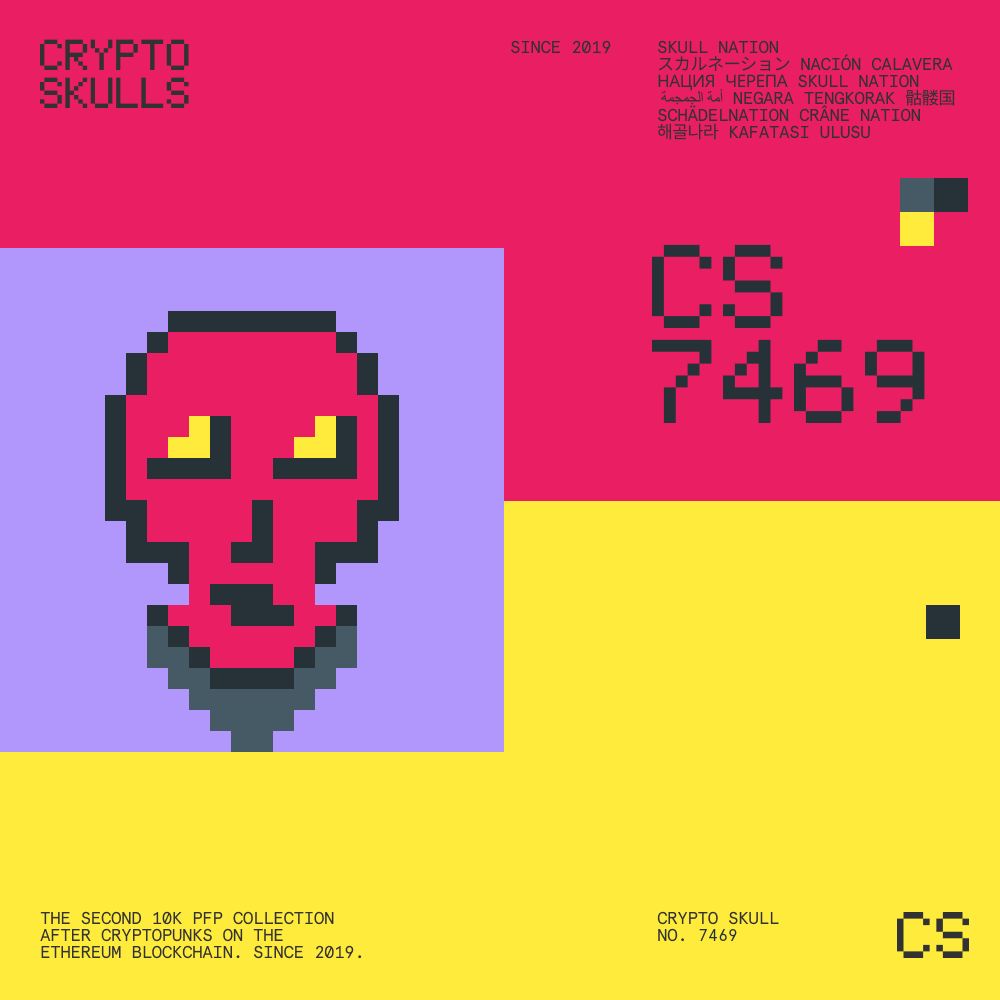 CRYPTO
SKULLS
SINCE 2019
SKULL NATION
スカルネーション NACIÓN CALAVERA
НАЦИЯ ЧЕРЕПА SKULL NATION
أمة الجمجمة NEGARA TENGKORAK 骷髅国
SCHÄDELNATION CRÂNE NATION
해골나라 KAFATASI ULUSU
CS
7469
THE SECOND 10K PFP COLLECTION
AFTER CRYPTOPUNKS ON THE
ETHEREUM BLOCKCHAIN. SINCE 2019.
CRYPTO SKULL
NO. 7469
CS